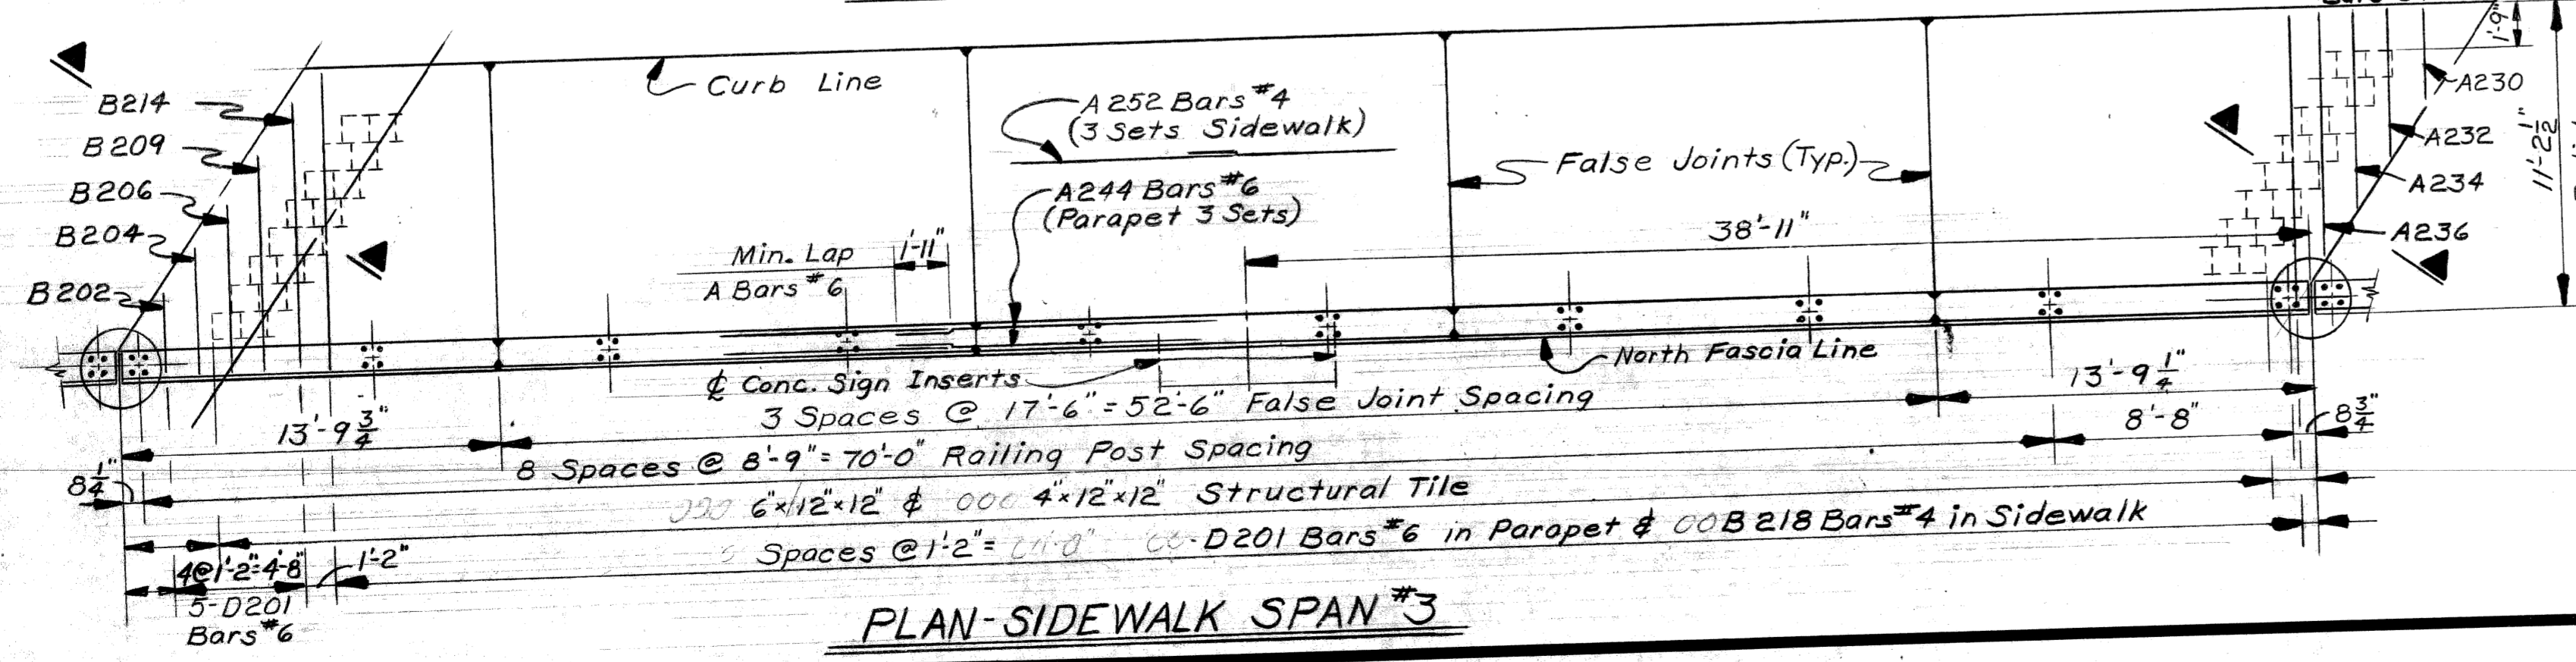 B214
B209
B206
B204
B202
Curb Line
A252 Bars #4
(3 Sets Sidewalk)
A244 Bars #6
(Parapet 3 Sets)
Min. Lap
A Bars #6
1'-11"
False Joints (Typ.)
38'-11"
1'-9"
A230
A232
A234
A236
11'-2 1/2"
North Fascia Line
℄ Conc. Sign Inserts
13'-9 3/4"
3 Spaces @ 17'-6" = 52'-6" False Joint Spacing
13'-9 1/4"
8 1/4"
8 Spaces @ 8'-9" = 70'-0" Railing Post Spacing
8'-8"
8 3/4"
6"x12"x12" & 4"x12"x12" Structural Tile
Spaces @ 1'-2" = D201 Bars #6 in Parapet & B218 Bars #4 in Sidewalk
4@1'-2"=4'-8"
1'-2"
5-D201
Bars #6
PLAN-SIDEWALK SPAN #3